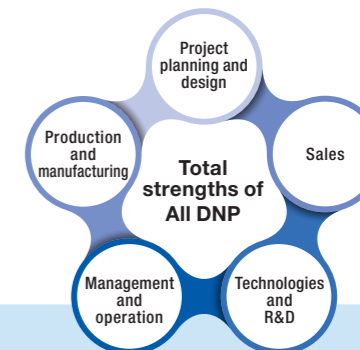 Project
planning and
design
Production
and
manufacturing
Total
strengths of
All DNP
Sales
Management
and
operation
Technologies
and
R&D